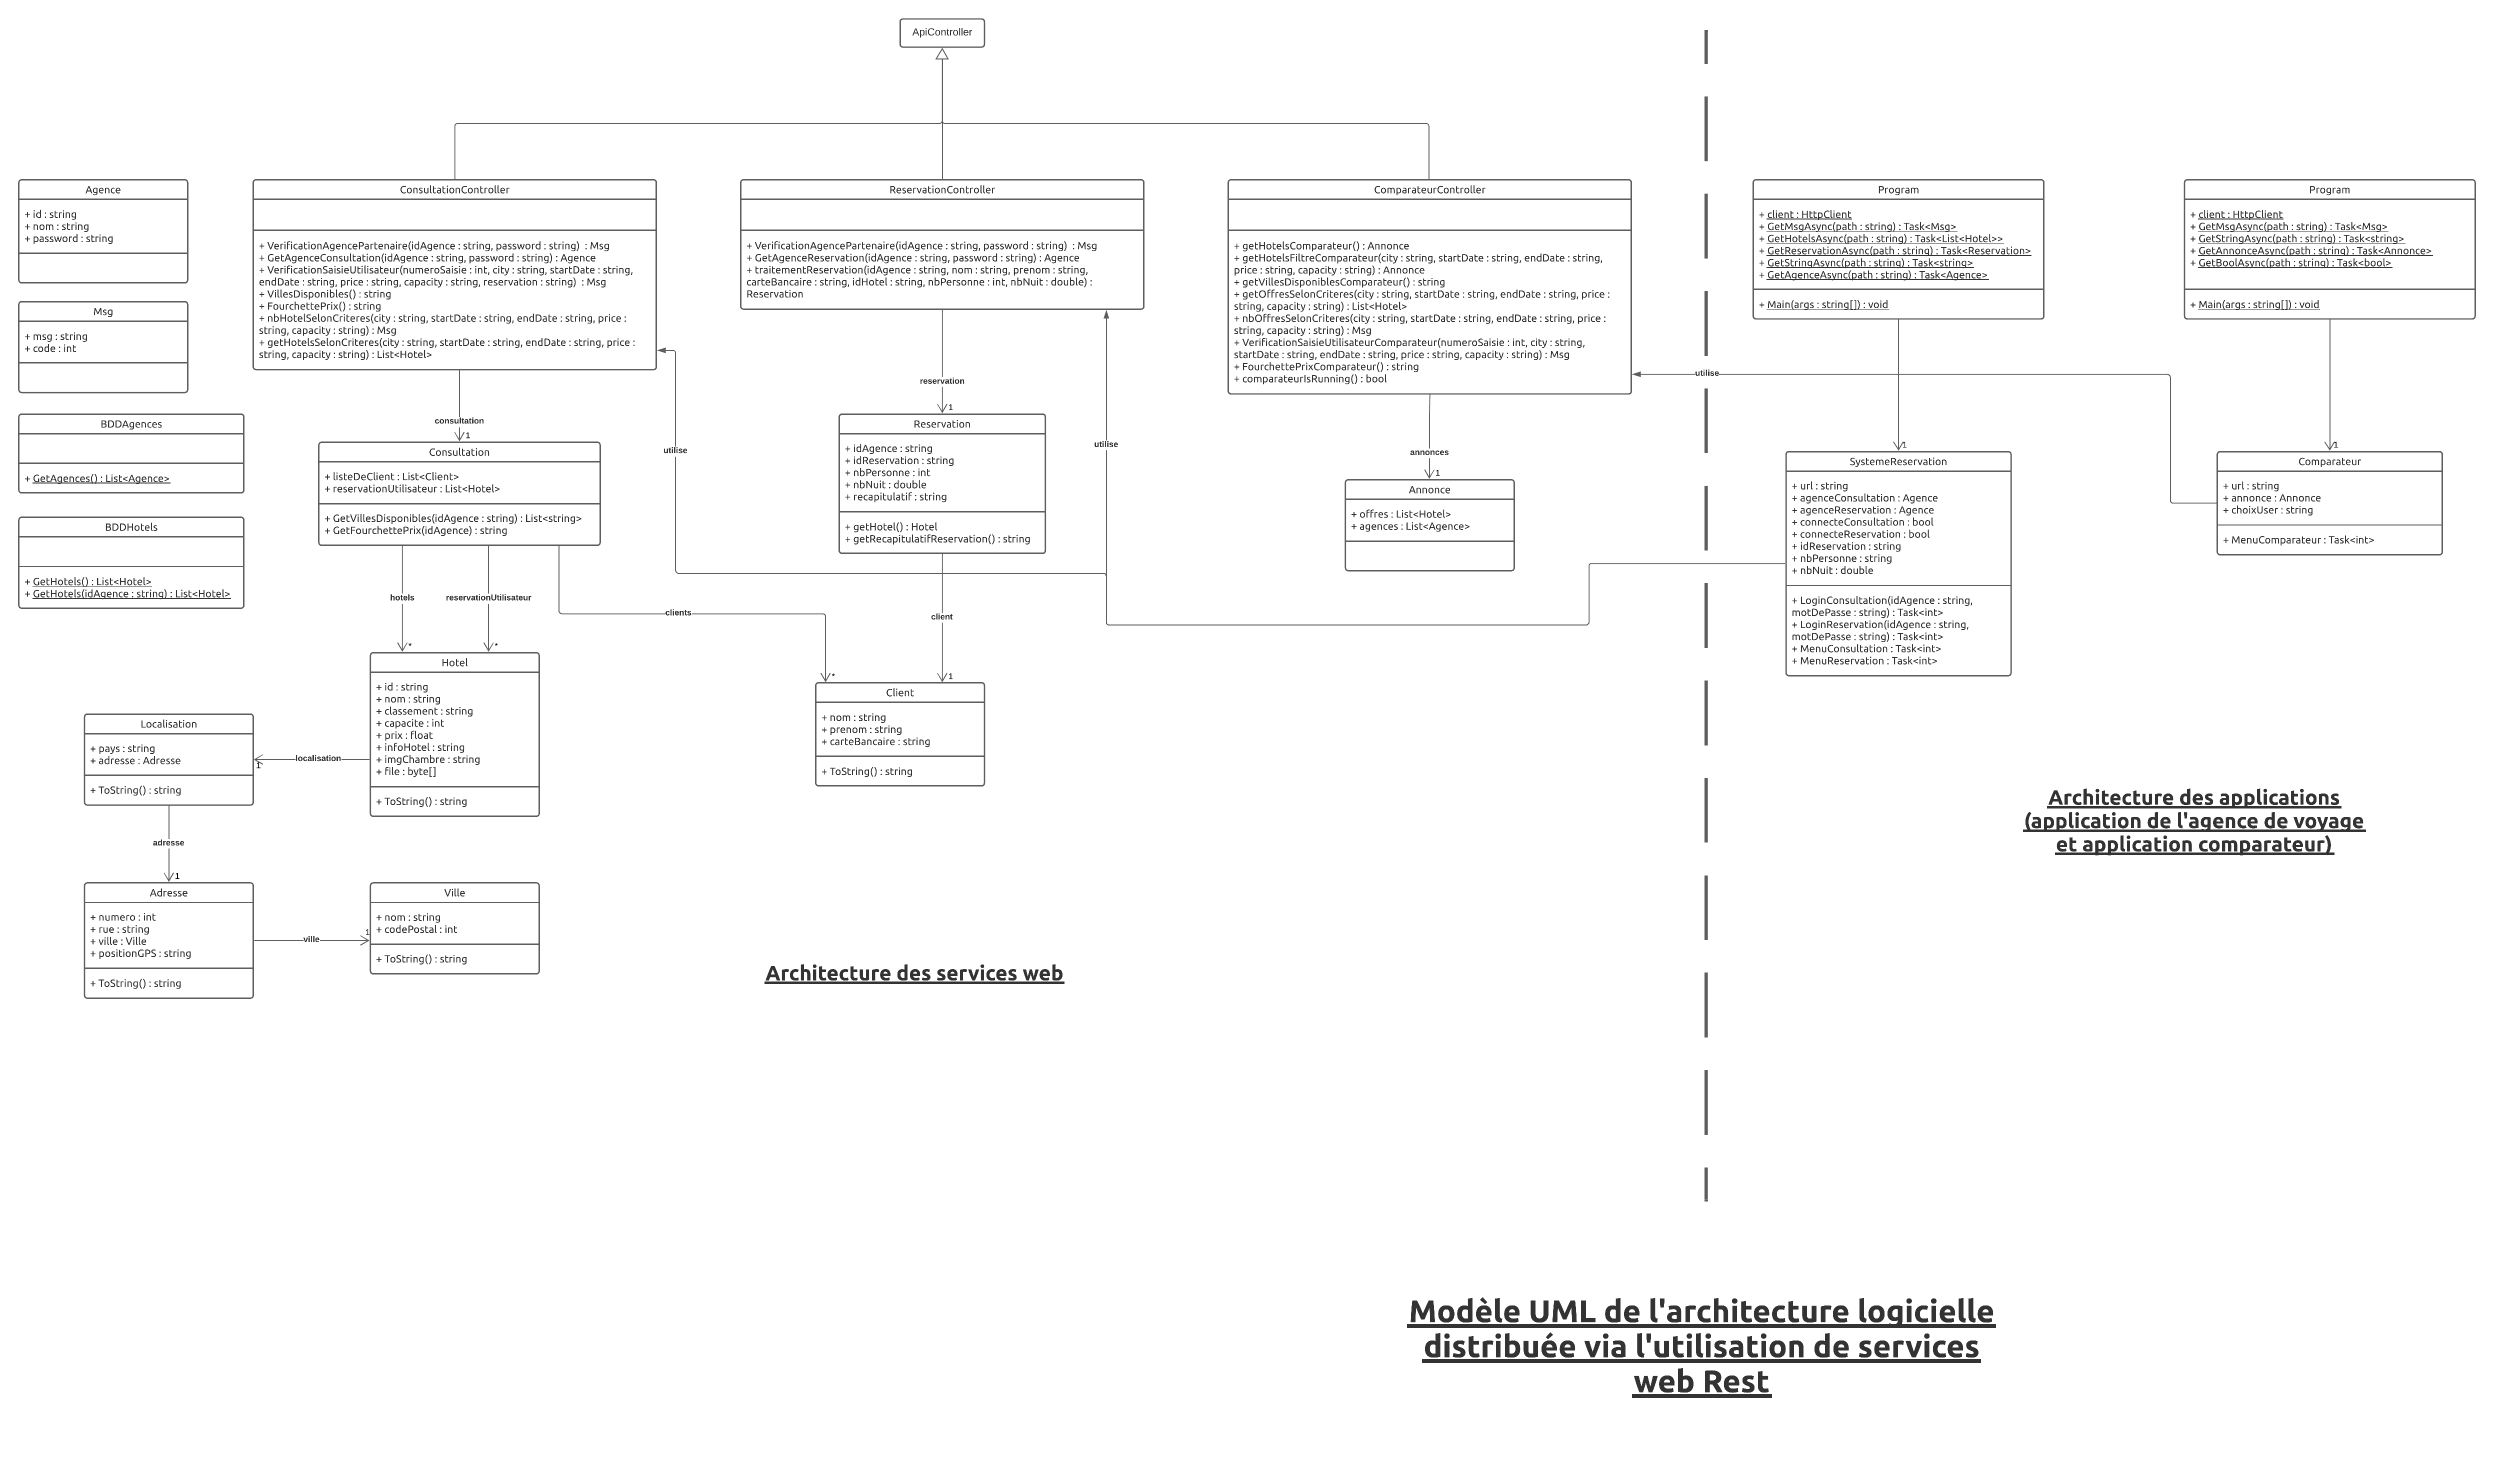 ApiController
Agence
+ id : string
+ nom : string
+ password : string
Msg
+ msg : string
+ code : int
BDDAgences
+ GetAgences() : List<Agence>
BDDHotels
+ GetHotels() : List<Hotel>
+ GetHotels(idAgence : string) : List<Hotel>
ConsultationController
+ VerificationAgencePartenaire(idAgence : string, password : string)  : Msg
+ GetAgenceConsultation(idAgence : string, password : string) : Agence
+ VerificationSaisieUtilisateur(numeroSaisie : int, city : string, startDate : string,
endDate : string, price : string, capacity : string, reservation : string)  : Msg
+ VillesDisponibles() : string
+ FourchettePrix() : string
+ nbHotelSelonCriteres(city : string, startDate : string, endDate : string, price :
string, capacity : string) : Msg
+ getHotelsSelonCriteres(city : string, startDate : string, endDate : string, price :
string, capacity : string) : List<Hotel>
consultation
1
Consultation
+ listeDeClient : List<Client>
+ reservationUtilisateur : List<Hotel>
+ GetVillesDisponibles(idAgence : string) : List<string>
+ GetFourchettePrix(idAgence) : string
hotels
*
reservationUtilisateur
*
clients
*
Hotel
+ id : string
+ nom : string
+ classement : string
+ capacite : int
+ prix : float
+ infoHotel : string
+ imgChambre : string
+ file : byte[]
+ ToString() : string
localisation
1
Localisation
+ pays : string
+ adresse : Adresse
+ ToString() : string
adresse
1
Adresse
+ numero : int
+ rue : string
+ ville : Ville
+ positionGPS : string
+ ToString() : string
ville
1
Ville
+ nom : string
+ codePostal : int
+ ToString() : string
ReservationController
+ VerificationAgencePartenaire(idAgence : string, password : string)  : Msg
+ GetAgenceReservation(idAgence : string, password : string) : Agence
+ traitementReservation(idAgence : string, nom : string, prenom : string,
carteBancaire : string, idHotel : string, nbPersonne : int, nbNuit : double) :
Reservation
reservation
1
Reservation
+ idAgence : string
+ idReservation : string
+ nbPersonne : int
+ nbNuit : double
+ recapitulatif : string
+ getHotel() : Hotel
+ getRecapitulatifReservation() : string
utilise
utilise
client
1
Client
+ nom : string
+ prenom : string
+ carteBancaire : string
+ ToString() : string
ComparateurController
+ getHotelsComparateur() : Annonce
+ getHotelsFiltreComparateur(city : string, startDate : string, endDate : string,
price : string, capacity : string) : Annonce
+ getVillesDisponiblesComparateur() : string
+ getOffresSelonCriteres(city : string, startDate : string, endDate : string, price :
string, capacity : string) : List<Hotel>
+ nbOffresSelonCriteres(city : string, startDate : string, endDate : string, price :
string, capacity : string) : Msg
+ VerificationSaisieUtilisateurComparateur(numeroSaisie : int, city : string,
startDate : string, endDate : string, price : string, capacity : string) : Msg
+ FourchettePrixComparateur() : string
+ comparateurIsRunning() : bool
annonces
1
Annonce
+ offres : List<Hotel>
+ agences : List<Agence>
utilise
Architecture des services web
Program
+ client : HttpClient
+ GetMsgAsync(path : string) : Task<Msg>
+ GetHotelsAsync(path : string) : Task<List<Hotel>>
+ GetReservationAsync(path : string) : Task<Reservation>
+ GetStringAsync(path : string) : Task<string>
+ GetAgenceAsync(path : string) : Task<Agence>
+ Main(args : string[]) : void
1
SystemeReservation
+ url : string
+ agenceConsultation : Agence
+ agenceReservation : Agence
+ connecteConsultation : bool
+ connecteReservation : bool
+ idReservation : string
+ nbPersonne : string
+ nbNuit : double
+ LoginConsultation(idAgence : string,
motDePasse : string) : Task<int>
+ LoginReservation(idAgence : string,
motDePasse : string) : Task<int>
+ MenuConsultation : Task<int>
+ MenuReservation : Task<int>
Program
+ client : HttpClient
+ GetMsgAsync(path : string) : Task<Msg>
+ GetStringAsync(path : string) : Task<string>
+ GetAnnonceAsync(path : string) : Task<Annonce>
+ GetBoolAsync(path : string) : Task<bool>
+ Main(args : string[]) : void
1
Comparateur
+ url : string
+ annonce : Annonce
+ choixUser : string
+ MenuComparateur : Task<int>
Architecture des applications
(application de l'agence de voyage
et application comparateur)
Modèle UML de l'architecture logicielle
distribuée via l'utilisation de services
web Rest